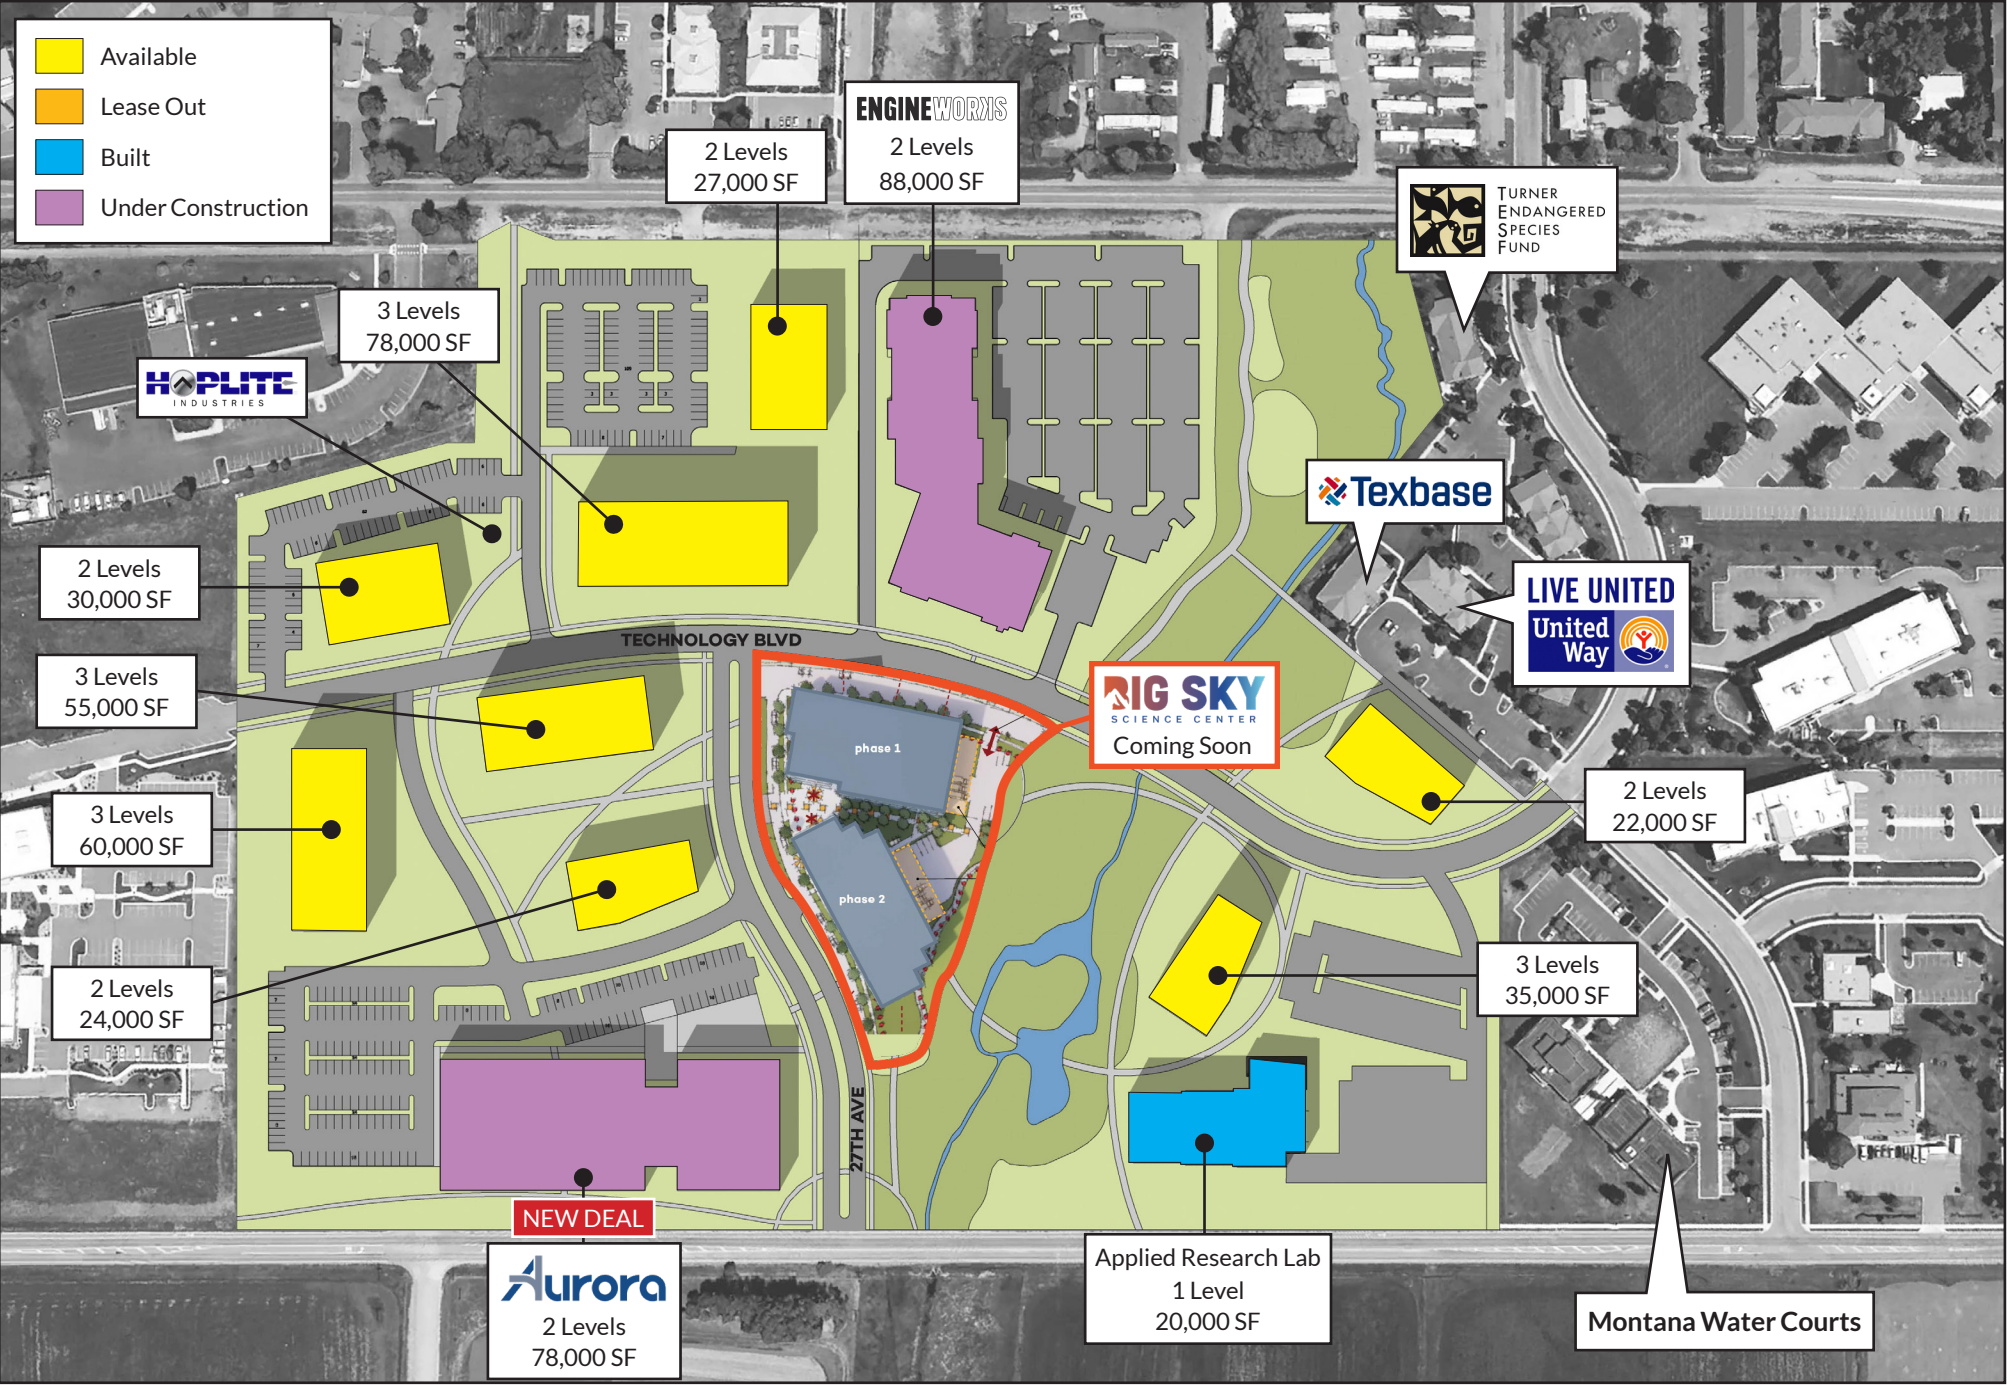 Available
Lease Out
Built
Under Construction
2 Levels
27,000 SF
ENGINEWORKS
2 Levels
88,000 SF
TURNER
ENDANGERED
SPECIES
FUND
3 Levels
78,000 SF
HOPLITE
INDUSTRIES
Texbase
2 Levels
30,000 SF
LIVE UNITED
United
Way
TECHNOLOGY BLVD
3 Levels
55,000 SF
BIG SKY
SCIENCE CENTER
Coming Soon
phase 1
2 Levels
22,000 SF
3 Levels
60,000 SF
phase 2
3 Levels
35,000 SF
2 Levels
24,000 SF
27TH AVE
NEW DEAL
Aurora
2 Levels
78,000 SF
Applied Research Lab
1 Level
20,000 SF
Montana Water Courts